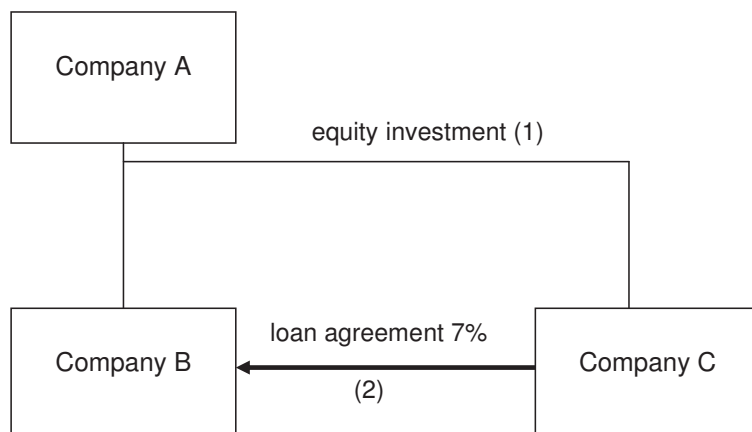 Company A
equity investment (1)
loan agreement 7%
Company B
Company C
(2)